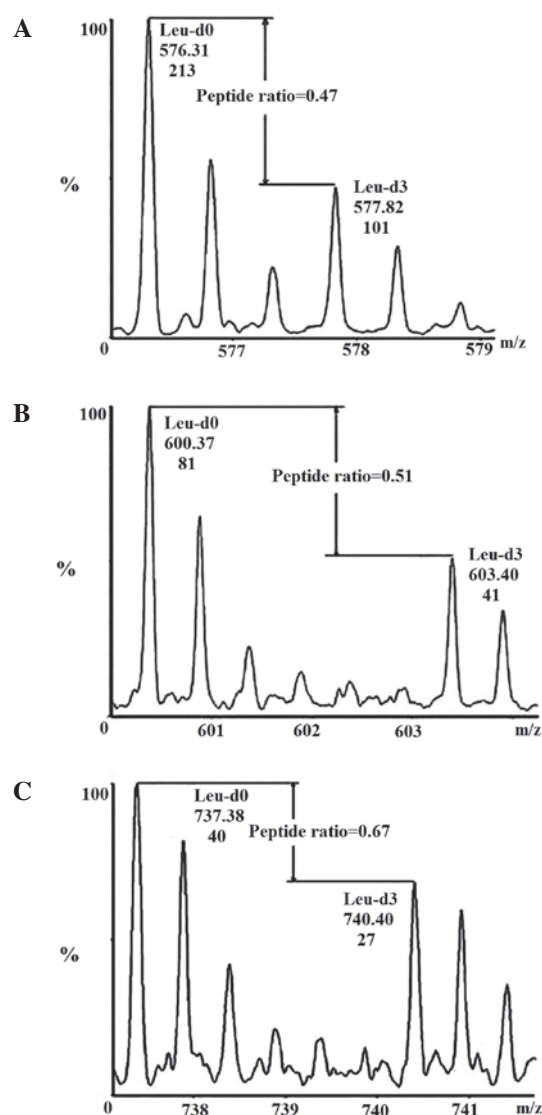 A
100
Leu-d0
576.31
213
Peptide ratio=0.47
Leu-d3
577.82
101
%
0 577 578 579 m/z
B
100
Leu-d0
600.37
81
Peptide ratio=0.51
Leu-d3
603.40
41
%
0 601 602 603 m/z
C
100
Leu-d0
737.38
40
Peptide ratio=0.67
Leu-d3
740.40
27
%
0 738 739 740 741 m/z